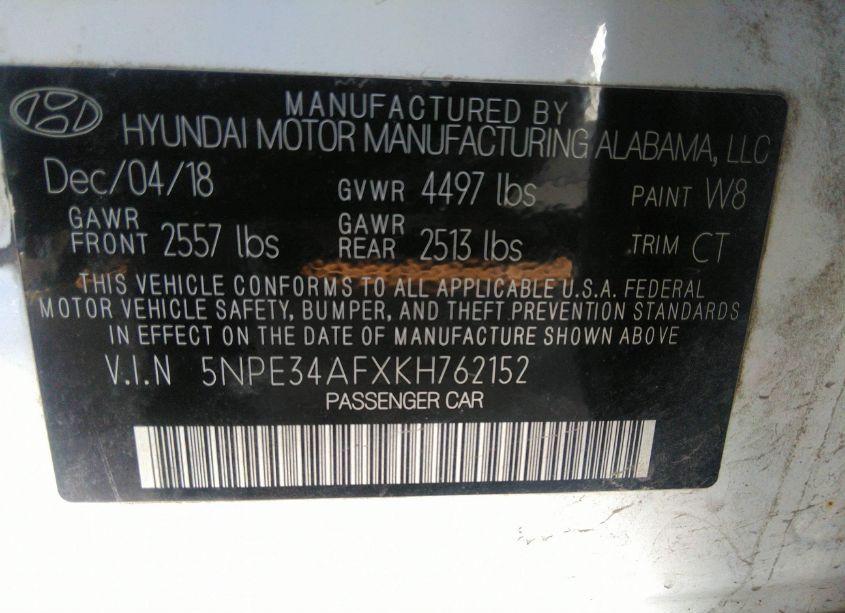 MANUFACTURED BY
HYUNDAI MOTOR MANUFACTURING ALABAMA, LLC
Dec/04/18 GVWR 4497 lbs PAINT W8
GAWR FRONT 2557 lbs GAWR REAR 2513 lbs TRIM CT
THIS VEHICLE CONFORMS TO ALL APPLICABLE U.S.A. FEDERAL
MOTOR VEHICLE SAFETY, BUMPER, AND THEFT PREVENTION STANDARDS
IN EFFECT ON THE DATE OF MANUFACTURE SHOWN ABOVE
V.I.N 5NPE34AFXKH762152
PASSENGER CAR